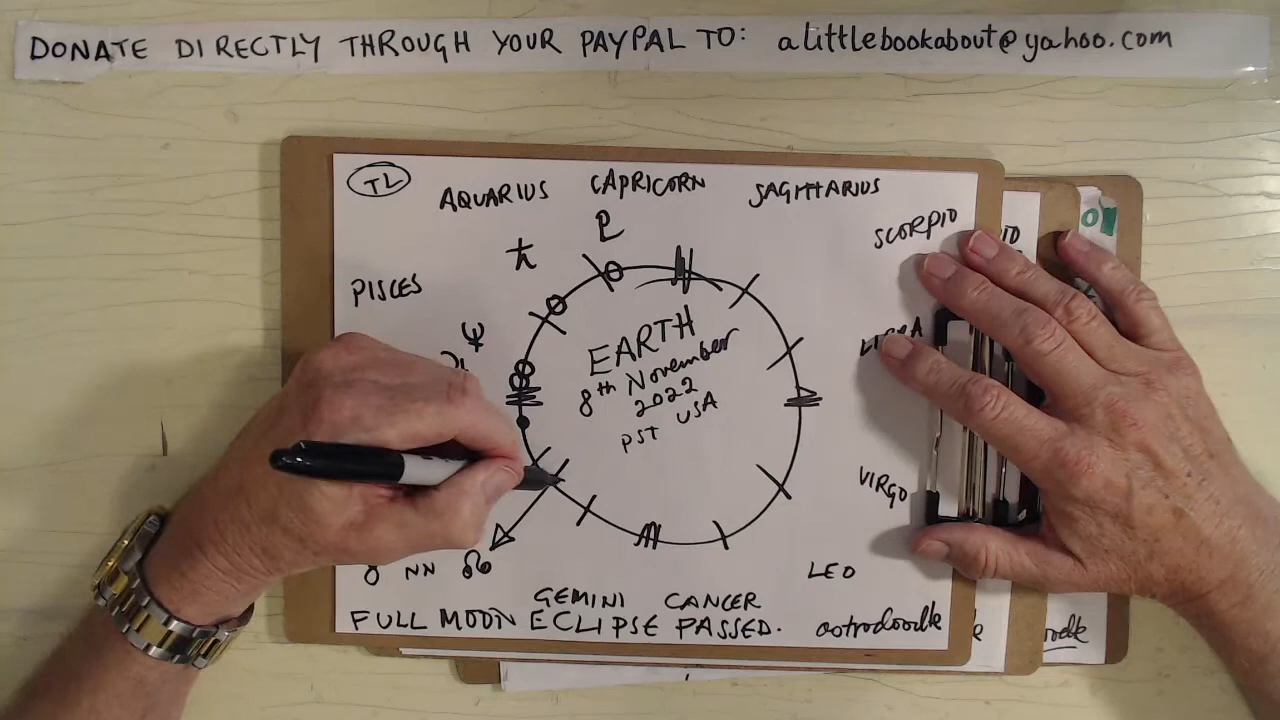 DONATE DIRECTLY THROUGH YOUR PAYPAL TO: alittlebookabout@yahoo.com
TL
AQUARIUS
CAPRICORN
SAGITTARIUS
SCORPIO
♄
♇
PISCES
♆
EARTH
8th November
2022
PST USA
VIRGO
NN ☊
LEO
GEMINI CANCER
FULL MOON ECLIPSE PASSED.
astrodoodle